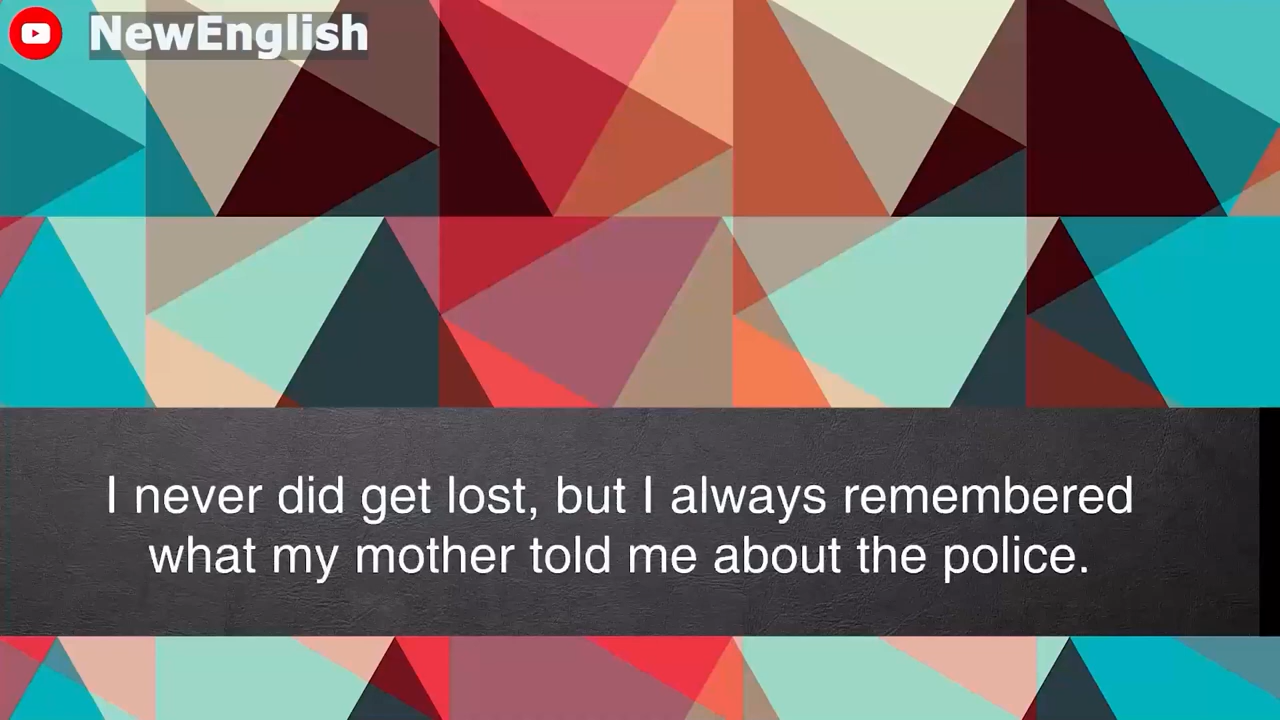 NewEnglish
I never did get lost, but I always remembered
what my mother told me about the police.